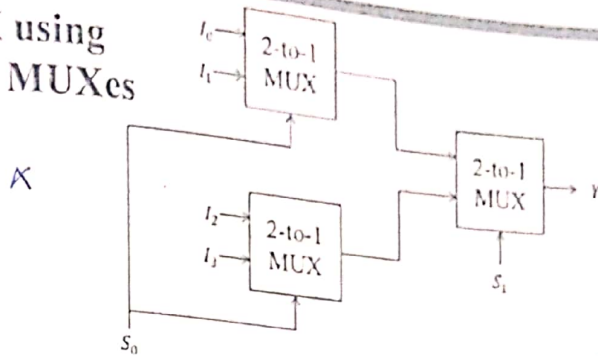 using
MUXes
I₀
I₁
2-to-1
MUX
2-to-1
MUX
Y
S₁
I₂
I₃
2-to-1
MUX
S₀